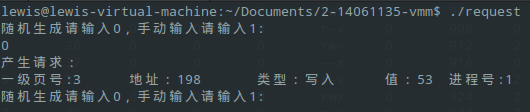 lewis@lewis-virtual-machine:~/Documents/2-14061135-vmm$ ./request
随机生成请输入0，手动输入请输入1:
0
产生请求：
一级页号:3 地址：198 类型：写入 值：53 进程号:1
随机生成请输入0，手动输入请输入1: